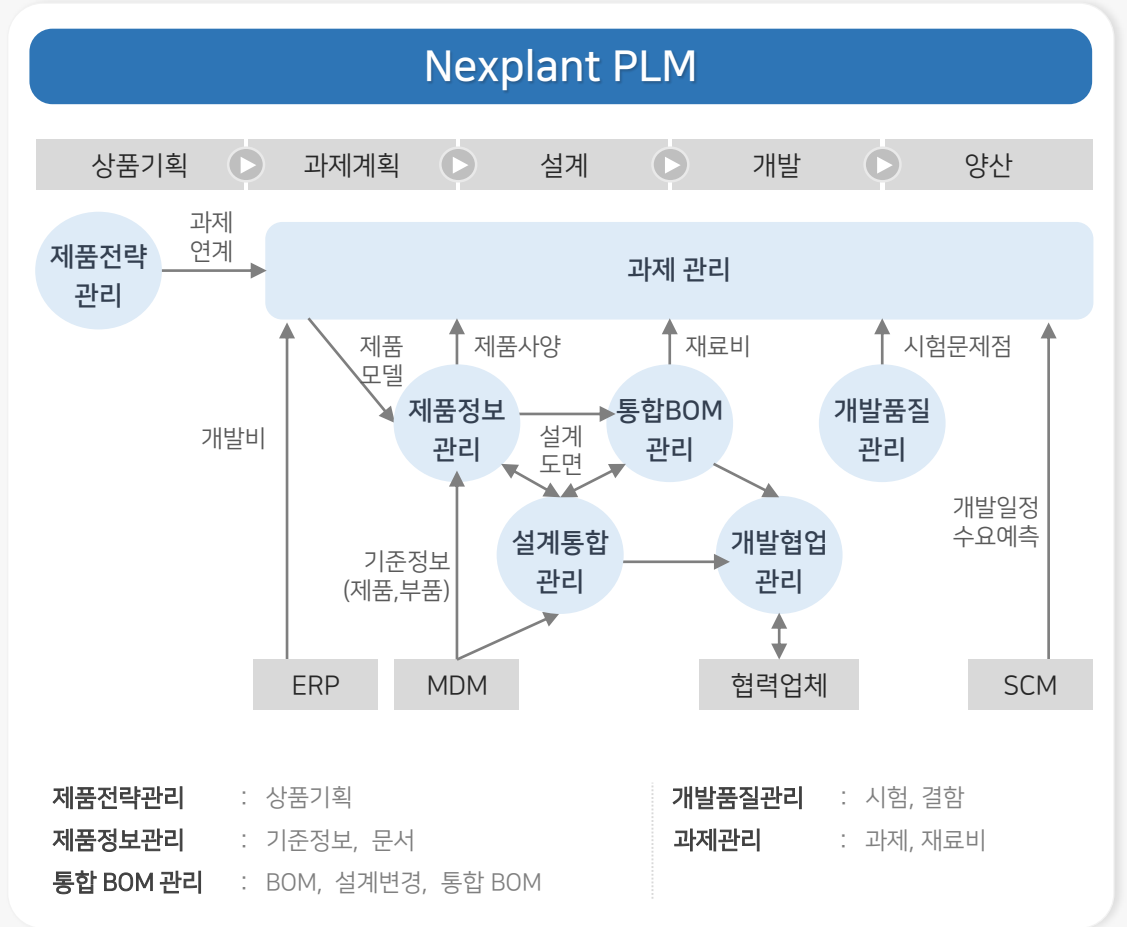 Nexplant PLM
상품기획
과제계획
설계
개발
양산
과제
연계
제품전략
관리
과제 관리
제품
모델
제품사양
재료비
시험문제점
제품정보
관리
통합BOM
관리
개발품질
관리
개발비
설계
도면
개발일정
수요예측
설계통합
관리
개발협업
관리
기준정보
(제품,부품)
ERP
MDM
협력업체
SCM
제품전략관리 : 상품기획
제품정보관리 : 기준정보, 문서
통합 BOM 관리 : BOM, 설계변경, 통합 BOM
개발품질관리 : 시험, 결함
과제관리 : 과제, 재료비